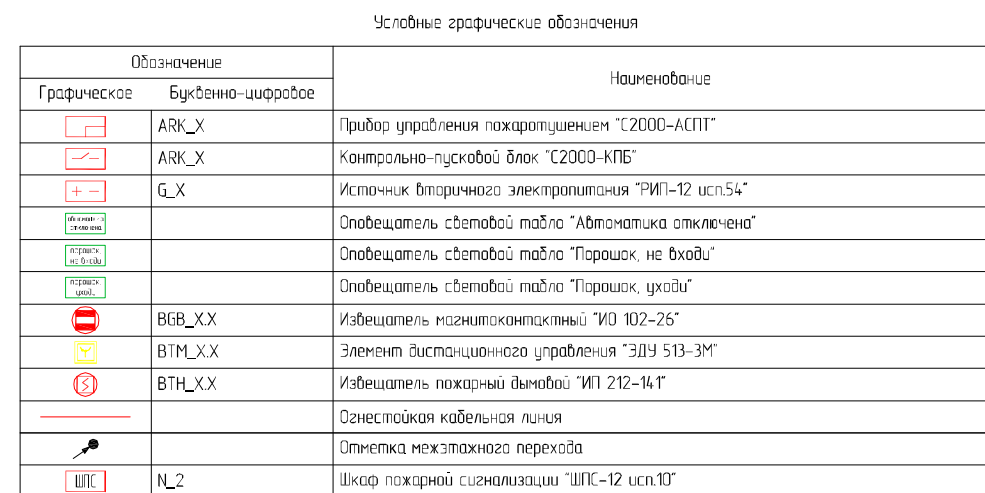 Условные графические обозначения
Обозначение
Наименование
Графическое Буквенно-цифровое
ARK_X Прибор управления пожаротушением "С2000-АСПТ"
ARK_X Контрольно-пусковой блок "С2000-КПБ"
+ - G_X Источник вторичного электропитания "РИП-12 исп.54"
автоматика Оповещатель световой табло "Автоматика отключена"
отключена
порошок, Оповещатель световой табло "Порошок, не входи"
не входи
порошок, Оповещатель световой табло "Порошок, уходи"
уходи
BGB_X.X Извещатель магнитоконтактный "ИО 102-26"
BTM_X.X Элемент дистанционного управления "ЭДУ 513-3М"
BTH_X.X Извещатель пожарный дымовой "ИП 212-141"
Огнестойкая кабельная линия
Отметка межэтажного перехода
ШПС N_2 Шкаф пожарной сигнализации "ШПС-12 исп.10"